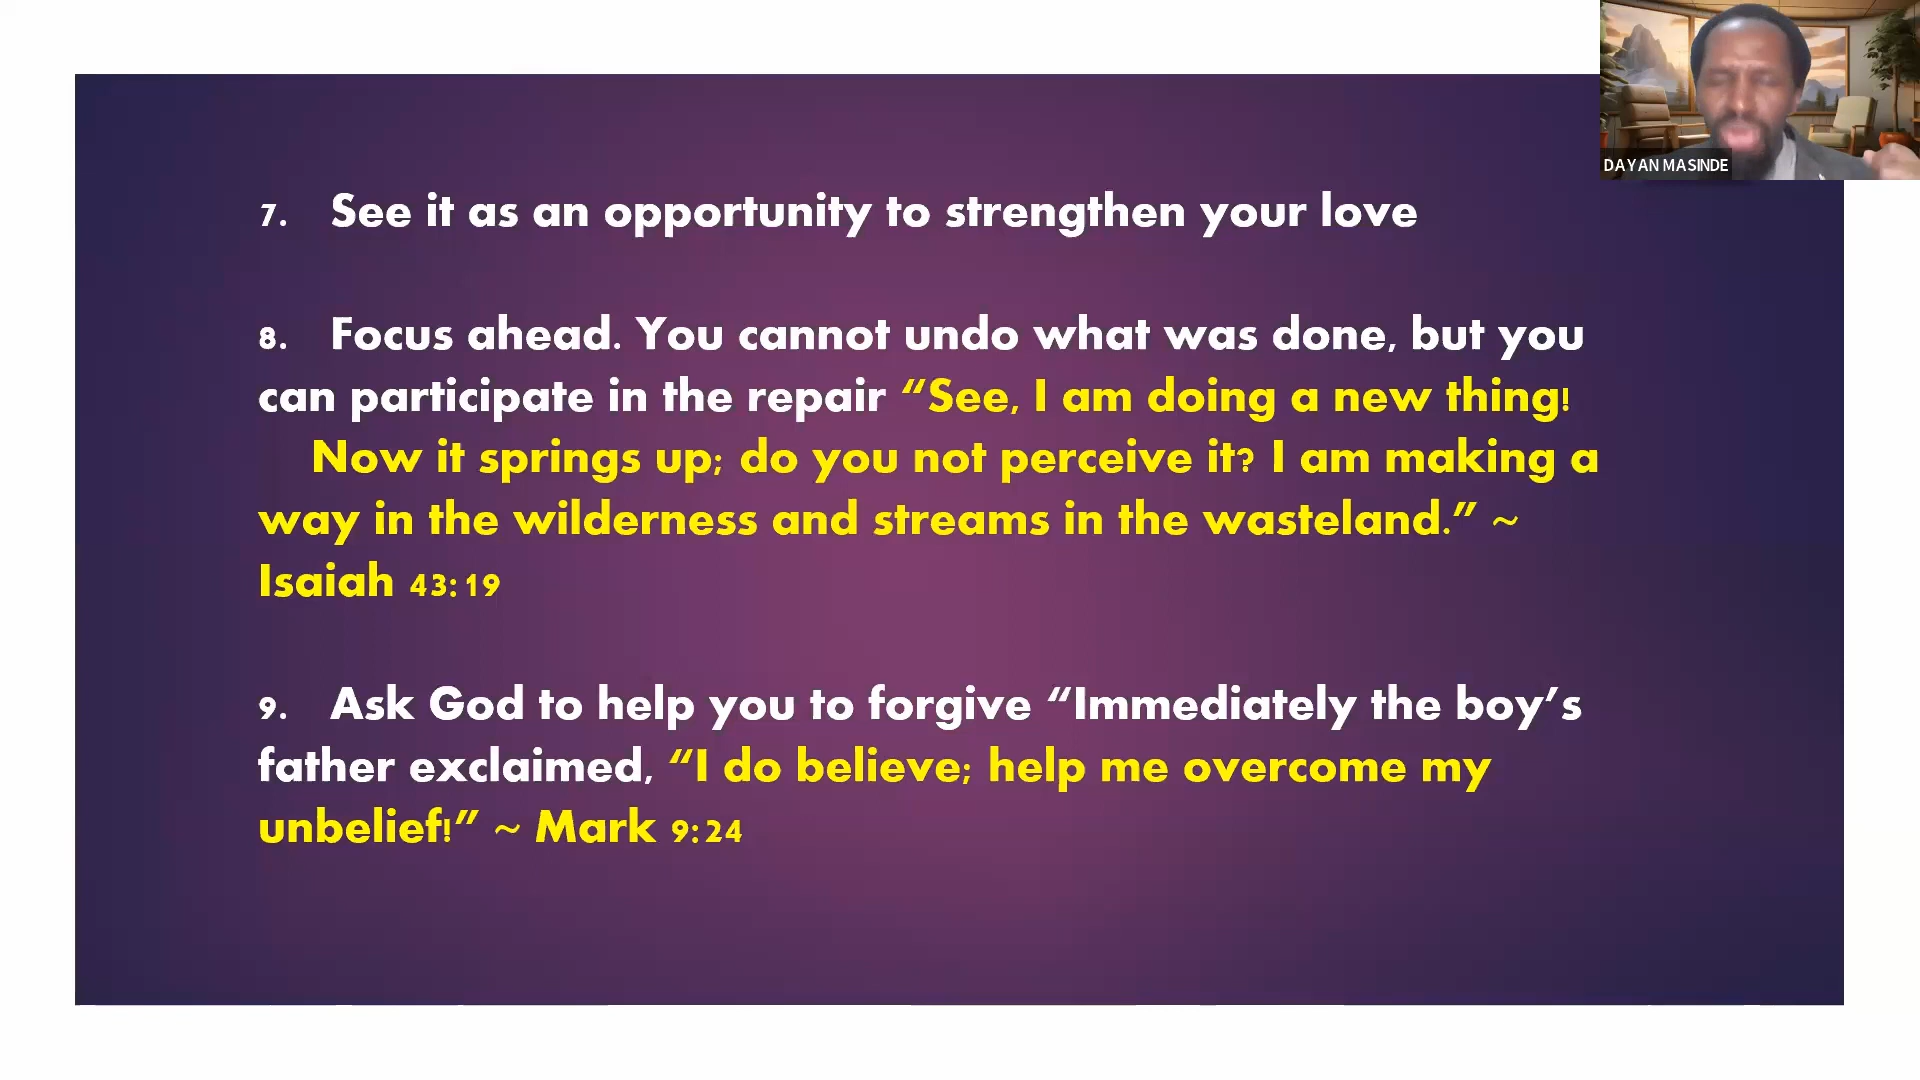 DAYAN MASINDE
7. See it as an opportunity to strengthen your love
8. Focus ahead. You cannot undo what was done, but you
can participate in the repair “See, I am doing a new thing!
Now it springs up; do you not perceive it? I am making a
way in the wilderness and streams in the wasteland.” ~
Isaiah 43:19
9. Ask God to help you to forgive “Immediately the boy’s
father exclaimed, “I do believe; help me overcome my
unbelief!” ~ Mark 9:24